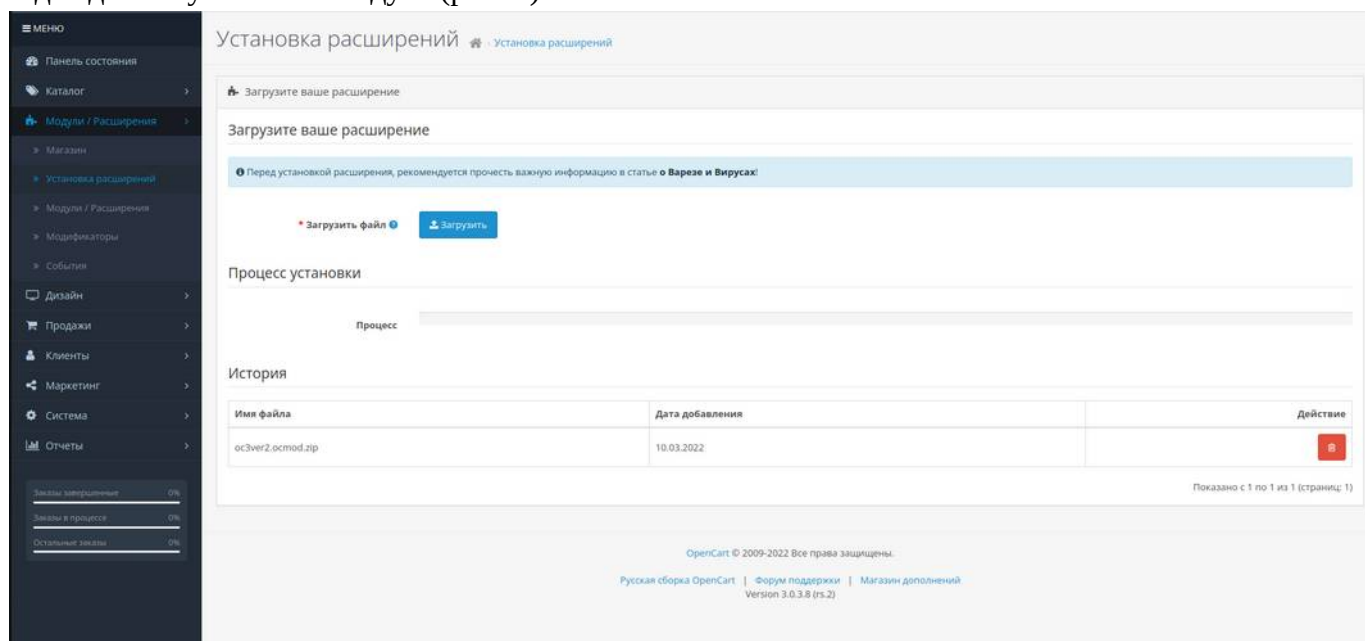 МЕНЮ
Панель состояния
Каталог
Модули / Расширения
Магазин
Установка расширений
Модули / Расширения
Модификаторы
События
Дизайн
Продажи
Клиенты
Маркетинг
Система
Отчеты
Заказы завершенные 0%
Заказы в процессе 0%
Остальные заказы 0%
Установка расширений
Установка расширений
Загрузите ваше расширение
Загрузите ваше расширение
Перед установкой расширения, рекомендуется прочесть важную информацию в статье о Варезе и Вирусах!
* Загрузить файл Загрузить
Процесс установки
Процесс
История
Имя файла Дата добавления Действие
oc3ver2.ocmod.zip 10.03.2022
Показано с 1 по 1 из 1 (страниц: 1)
OpenCart © 2009-2022 Все права защищены.
Русская сборка OpenCart | Форум поддержки | Магазин дополнений
Version 3.0.3.8 (rs.2)